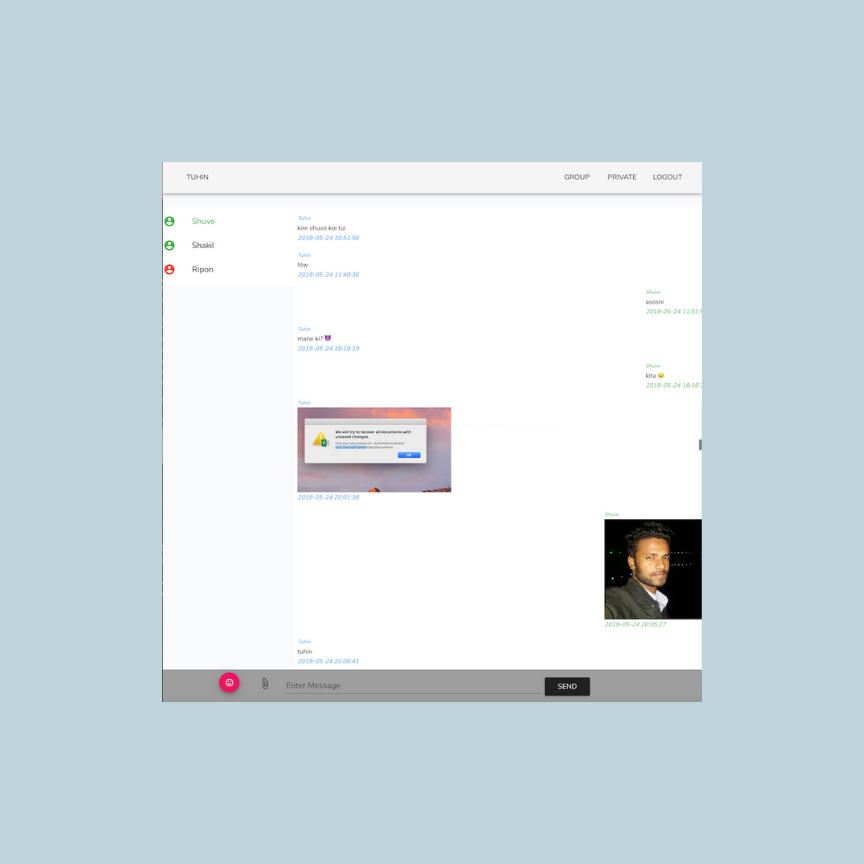 TUHIN
GROUP PRIVATE LOGOUT
Shuvo
Shakil
Ripon
Tuhin
kire shuvo koi tui
2019-05-24 10:51:56
Tuhin
hlw
2019-05-24 11:40:36
Shuvo
asosni
2019-05-24 11:51:
Tuhin
mane ki? 😈
2019-05-24 18:18:19
Shuvo
kita 😄
2019-05-24 18:18:
Tuhin
We will try to recover all documents with
unsaved changes.
OK
2019-05-24 20:01:38
Shuvo
2019-05-24 20:05:27
Tuhin
tuhin
2019-05-24 20:06:41
Enter Message
SEND